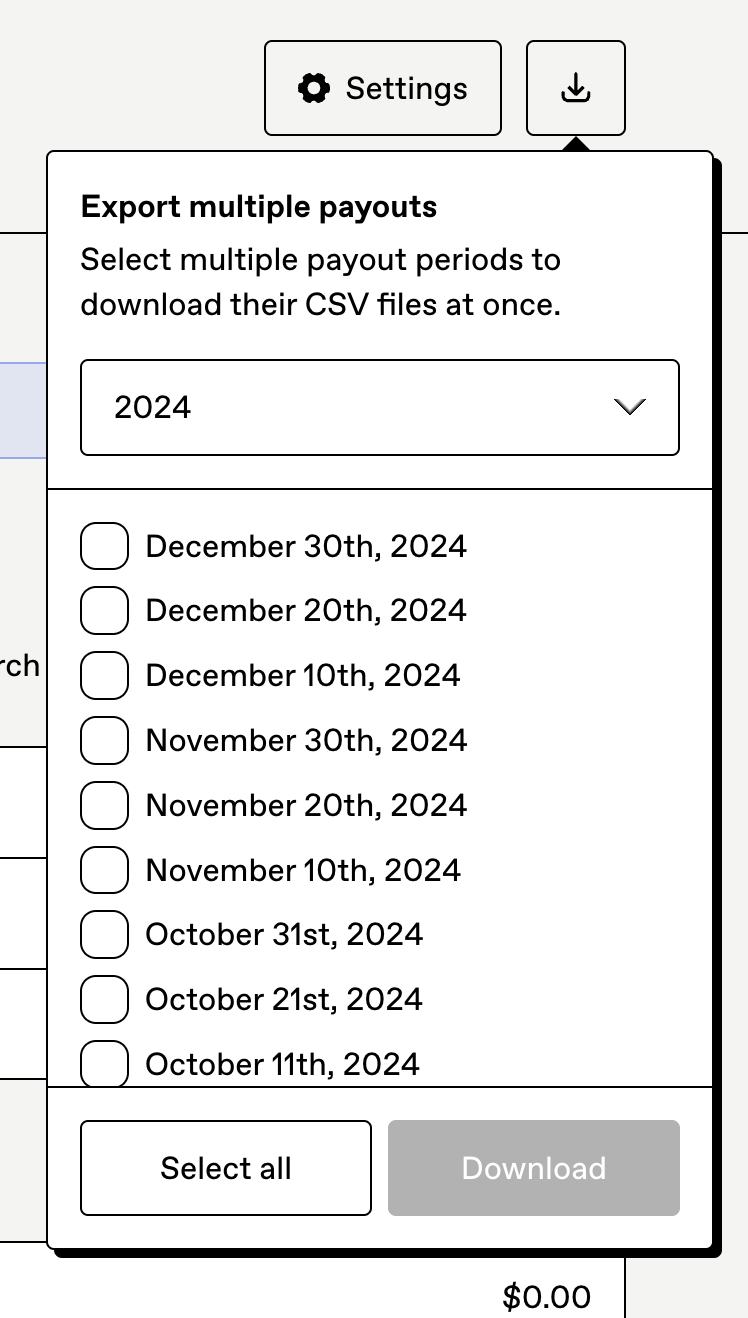 Settings
Export multiple payouts
Select multiple payout periods to
download their CSV files at once.
2024
December 30th, 2024
December 20th, 2024
rch
December 10th, 2024
November 30th, 2024
November 20th, 2024
November 10th, 2024
October 31st, 2024
October 21st, 2024
October 11th, 2024
Select all
Download
$0.00